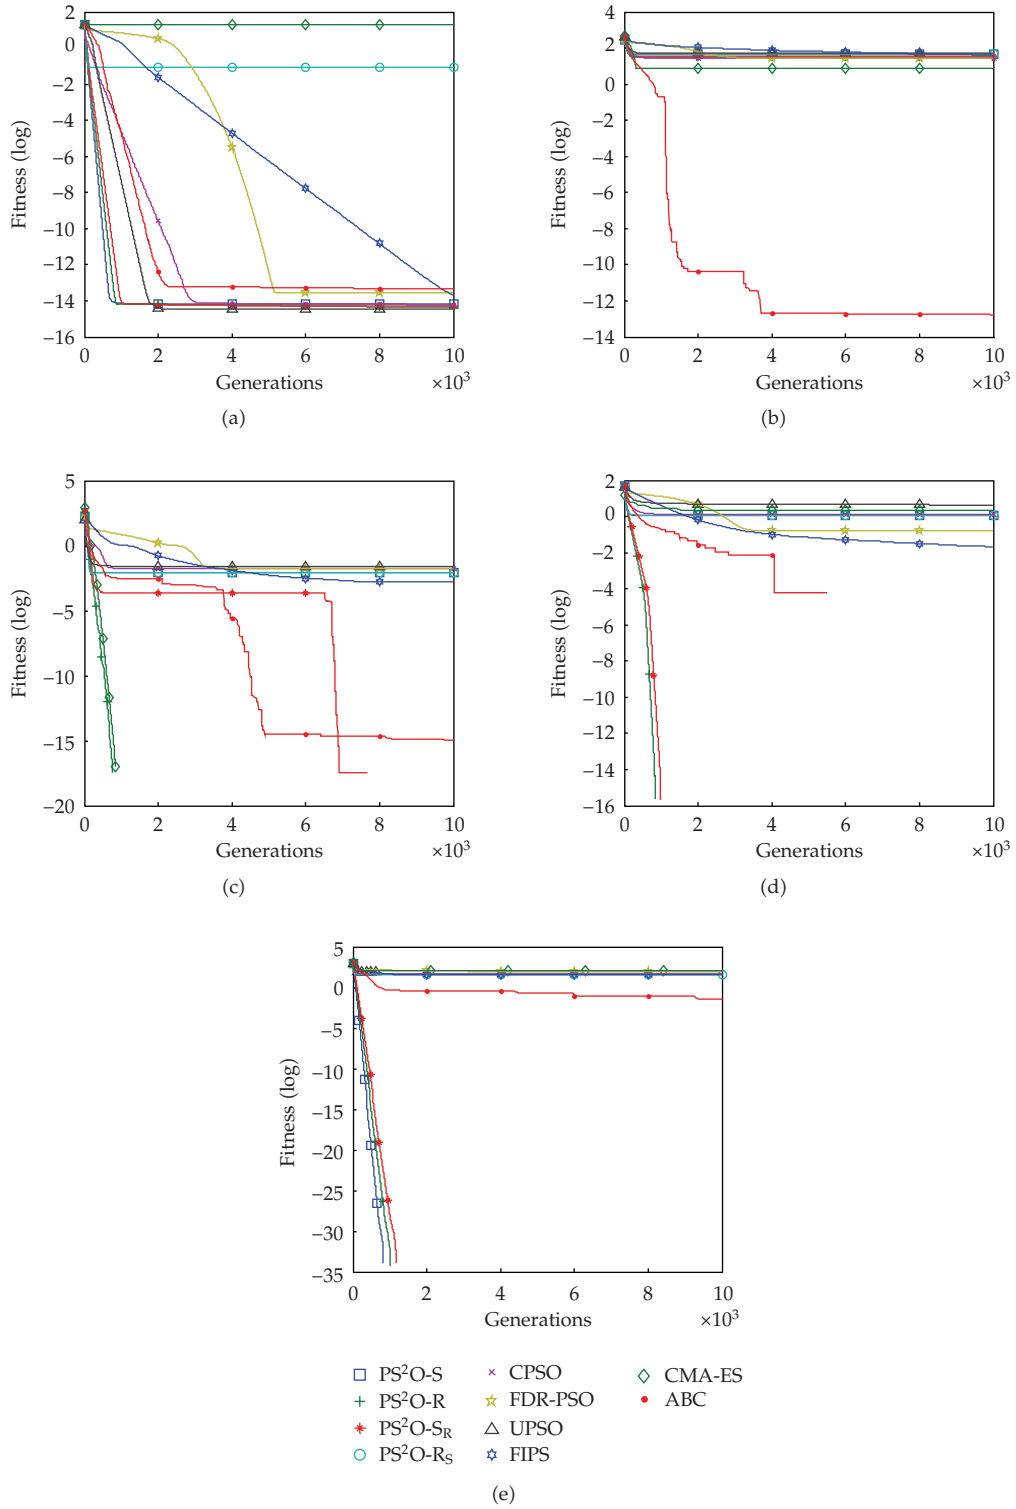 2
0
−2
−4
−6
−8
−10
−12
−14
−16
Fitness (log)
0 2 4 6 8 10
Generations ×10³
(a)
4
2
0
−2
−4
−6
−8
−10
−12
−14
Fitness (log)
0 2 4 6 8 10
Generations ×10³
(b)
5
0
−5
−10
−15
−20
Fitness (log)
0 2 4 6 8 10
Generations ×10³
(c)
2
0
−2
−4
−6
−8
−10
−12
−14
−16
Fitness (log)
0 2 4 6 8 10
Generations ×10³
(d)
5
0
−5
−10
−15
−20
−25
−30
−35
Fitness (log)
0 2 4 6 8 10
Generations ×10³
PS²O-S
PS²O-R
PS²O-S_R
PS²O-R_S
CPSO
FDR-PSO
UPSO
FIPS
CMA-ES
ABC
(e)